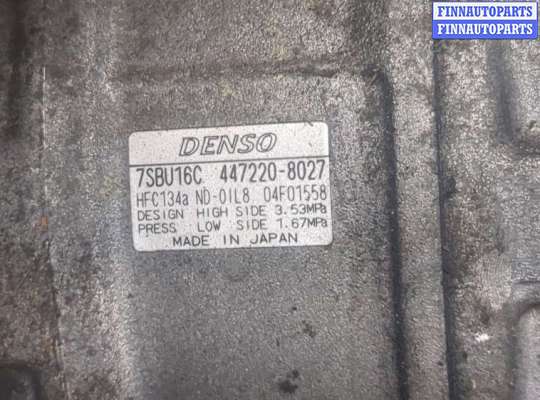 FINNAUTOPARTS
FINNAUTOPARTS
DENSO
7SBU16C 447220-8027
HFC134a ND-OIL8 04F01558
DESIGN HIGH SIDE 3.53MPa
PRESS LOW SIDE 1.67MPa
MADE IN JAPAN